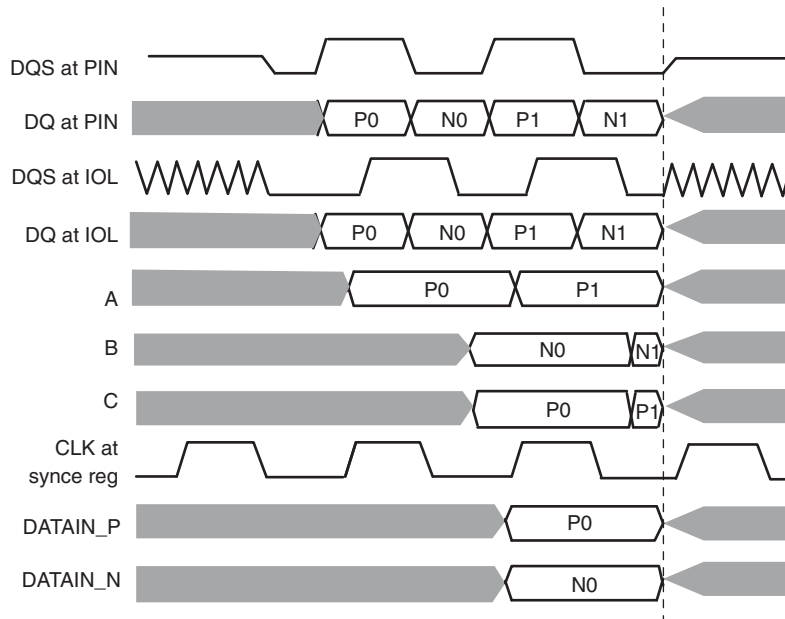 DQS at PIN
DQ at PIN P0 N0 P1 N1
DQS at IOL
DQ at IOL P0 N0 P1 N1
A P0 P1
B N0 N1
C P0 P1
CLK at
synce reg
DATAIN_P P0
DATAIN_N N0